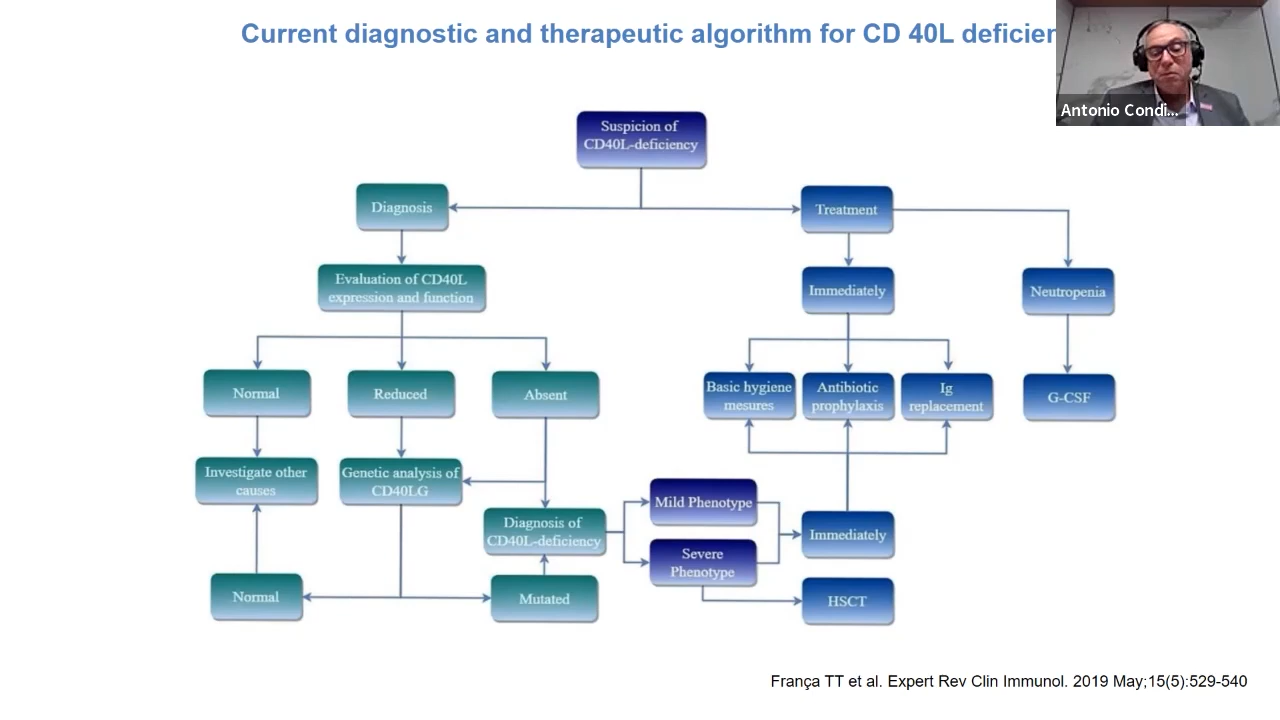 Current diagnostic and therapeutic algorithm for CD 40L deficien
Antonio Condi...
Suspicion of
CD40L-deficiency
Diagnosis
Treatment
Evaluation of CD40L
expression and function
Immediately
Neutropenia
Normal
Reduced
Absent
Basic hygiene
mesures
Antibiotic
prophylaxis
Ig
replacement
G-CSF
Investigate other
causes
Genetic analysis of
CD40LG
Diagnosis of
CD40L-deficiency
Mild Phenotype
Severe
Phenotype
Immediately
Normal
Mutated
HSCT
França TT et al. Expert Rev Clin Immunol. 2019 May;15(5):529-540